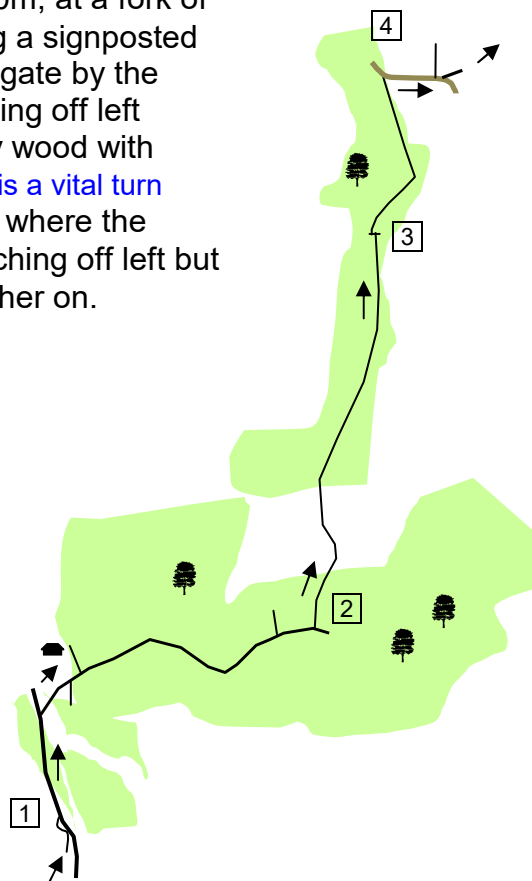 om, at a fork of
g a signposted
gate by the
ing off left
y wood with
is a vital turn
where the
ching off left but
her on.
4
3
2
1